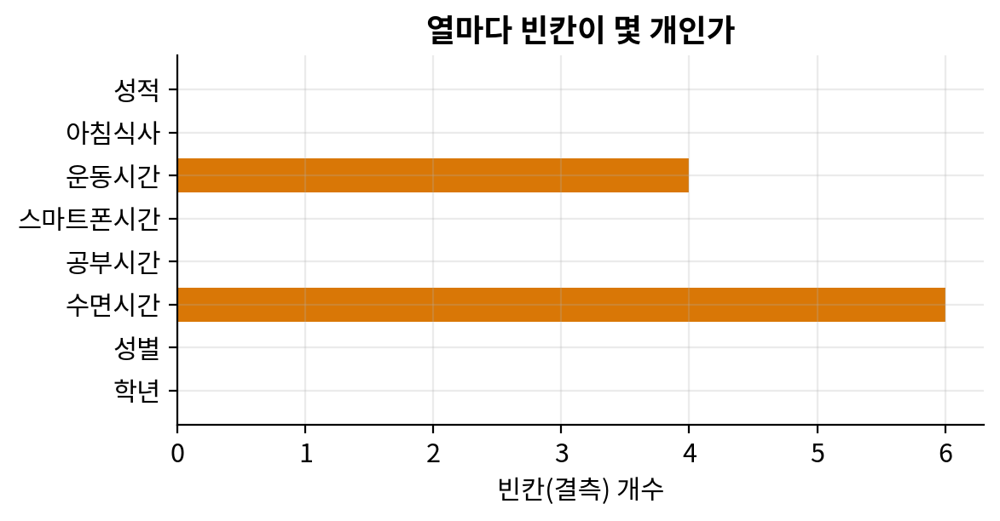 열마다 빈칸이 몇 개인가
성적
아침식사
운동시간
스마트폰시간
공부시간
수면시간
성별
학년
0 1 2 3 4 5 6
빈칸(결측) 개수